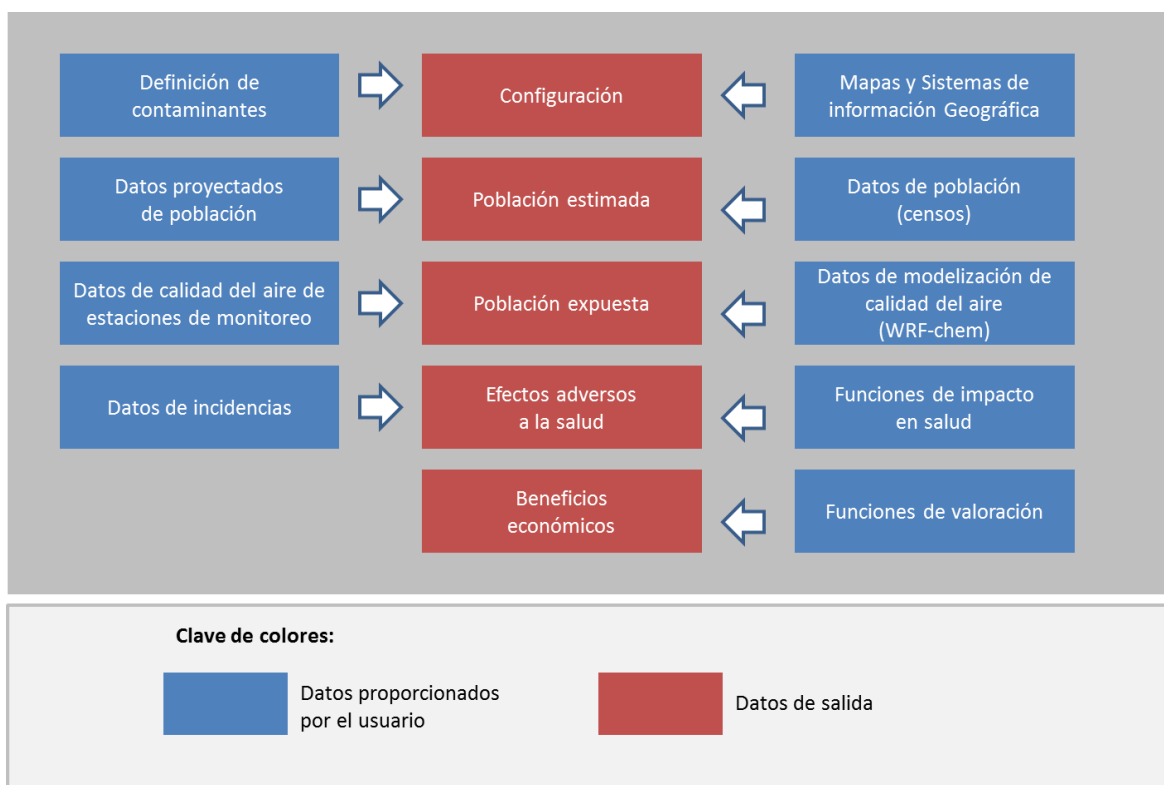 Definición de
contaminantes
Configuración
Mapas y Sistemas de
información Geográfica
Datos proyectados
de población
Población estimada
Datos de población
(censos)
Datos de calidad del aire de
estaciones de monitoreo
Población expuesta
Datos de modelización de
calidad del aire
(WRF-chem)
Datos de incidencias
Efectos adversos
a la salud
Funciones de impacto
en salud
Beneficios
económicos
Funciones de valoración
Clave de colores:
Datos proporcionados
por el usuario
Datos de salida